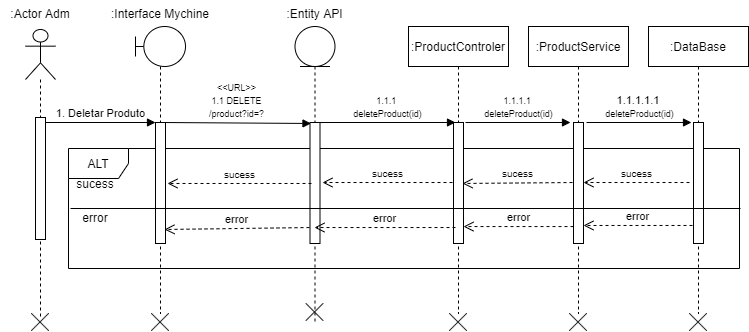 :Actor Adm
:Interface Mychine
:Entity API
:ProductControler
:ProductService
:DataBase
1. Deletar Produto
<<URL>>
1.1 DELETE
/product?id=?
1.1.1
deleteProduct(id)
1.1.1.1
deleteProduct(id)
1.1.1.1.1
deleteProduct(id)
ALT
sucess
sucess
sucess
sucess
sucess
error
error
error
error
error